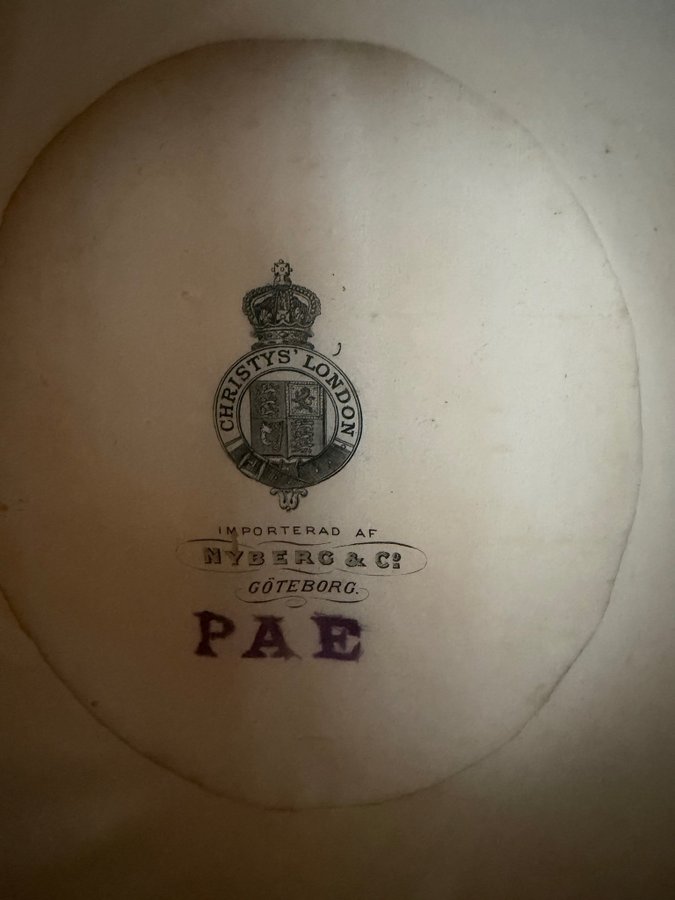 CHRISTYS' LONDON
IMPORTERAD AF
NYBERG & Cº
GÖTEBORG.
PAE